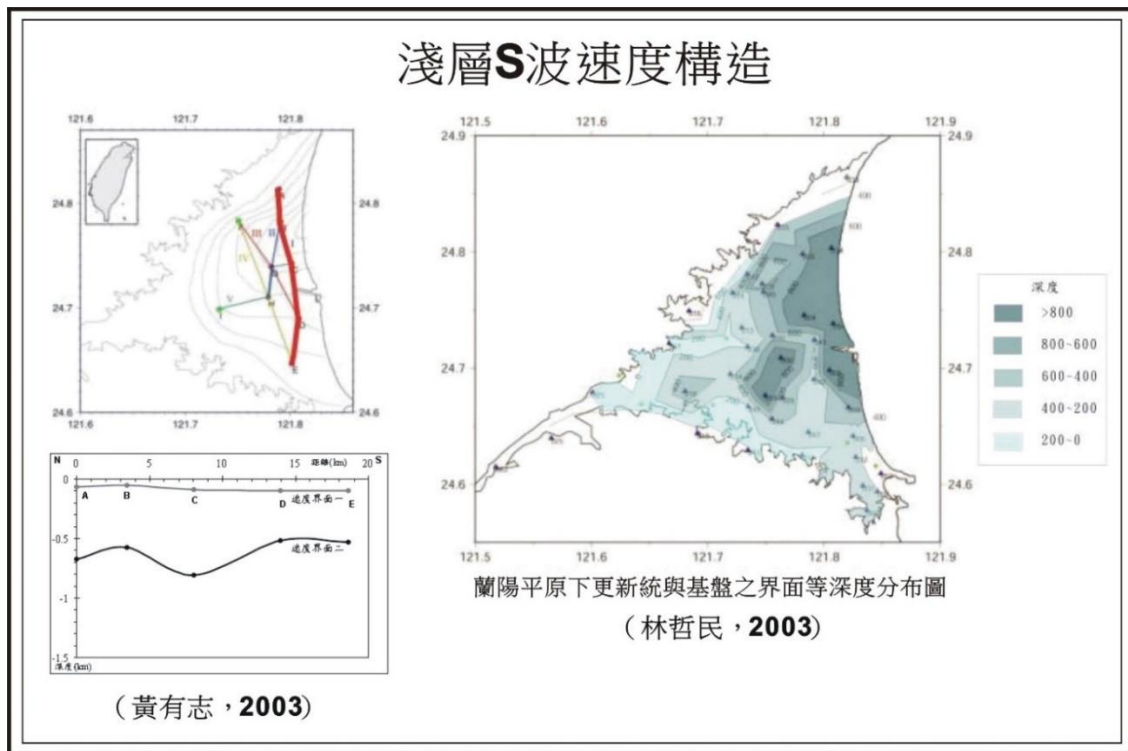 淺層S波速度構造
121.6 121.7 121.8
24.8 24.8
III II I
IV
V
D
E
24.7 24.7
24.6 24.6
121.6 121.7 121.8
N 0 5 10 15 20 S
距離(km)
0
A B C D E
速度界面一
-0.5
速度界面二
-1
-1.5
深度(km)
(黃有志,2003)
121.5 121.6 121.7 121.8 121.9
24.9 24.9
24.8 24.8
24.7 24.7
24.6 24.6
121.5 121.6 121.7 121.8 121.9
深度
>800
800~600
600~400
400~200
200~0
蘭陽平原下更新統與基盤之界面等深度分布圖
(林哲民,2003)